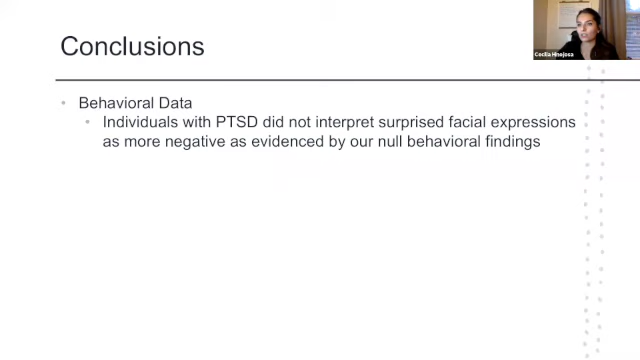 Conclusions
Cecilia Hinojosa
• Behavioral Data
• Individuals with PTSD did not interpret surprised facial expressions
as more negative as evidenced by our null behavioral findings